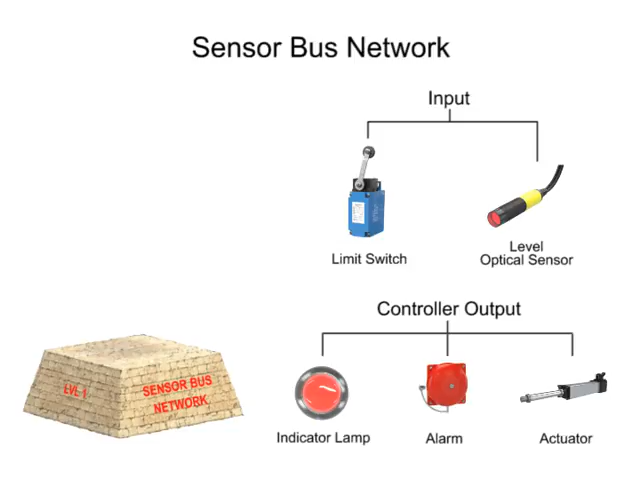 Sensor Bus Network
Input
Limit Switch
Level
Optical Sensor
Controller Output
LVL 1
SENSOR BUS
NETWORK
Indicator Lamp
Alarm
Actuator